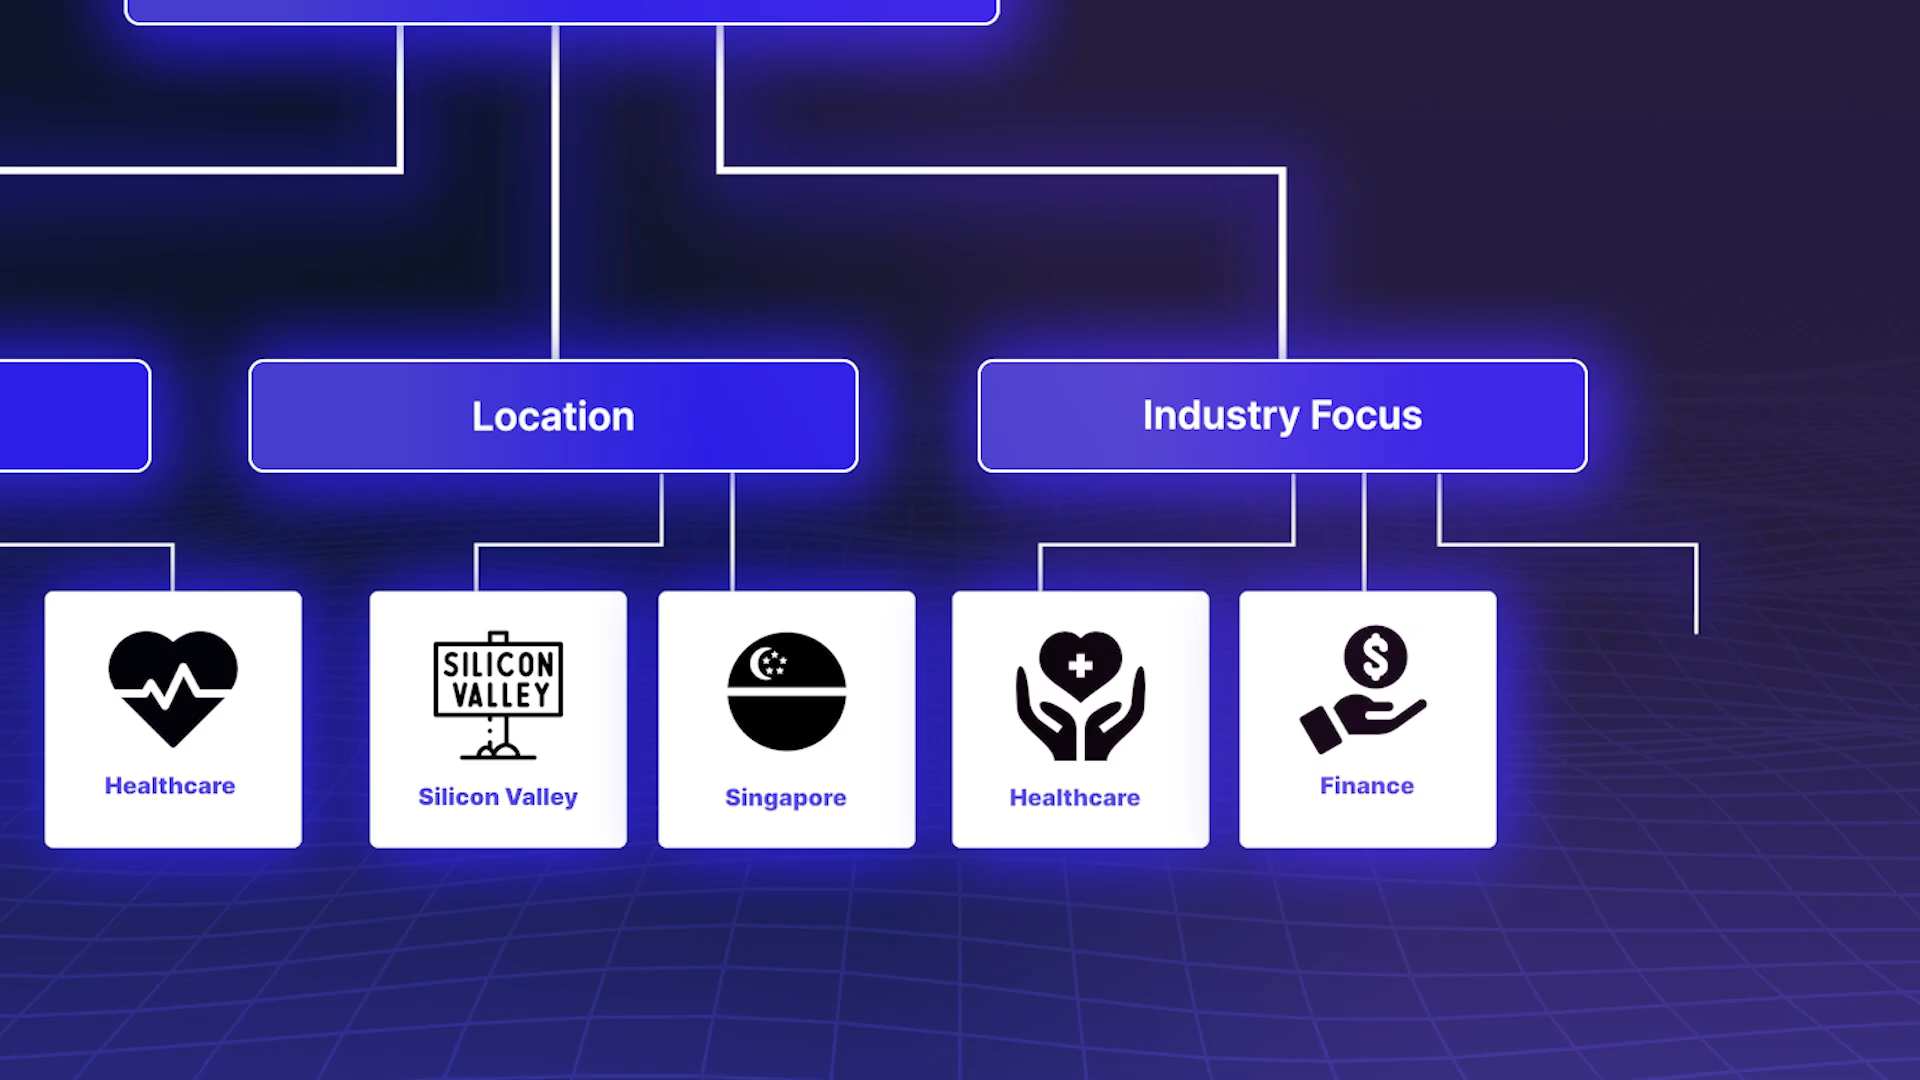 Location
Industry Focus
SILICON
VALLEY
$
Healthcare
Silicon Valley
Singapore
Healthcare
Finance